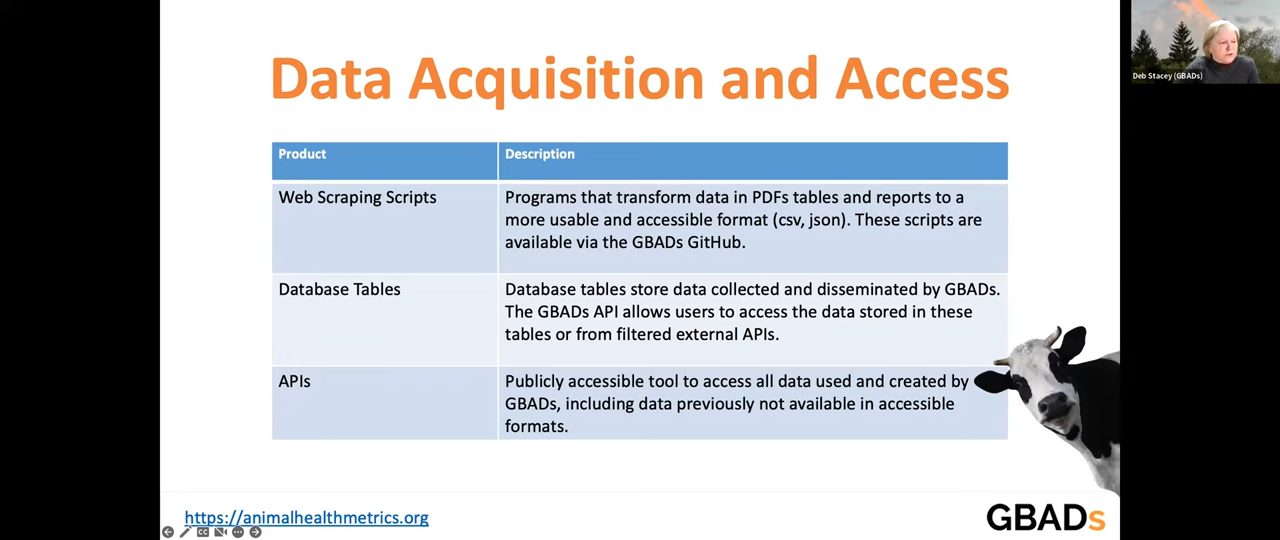 Data Acquisition and Access
Deb Stacey (GBADs)
Product
Description
Web Scraping Scripts
Programs that transform data in PDFs tables and reports to a
more usable and accessible format (csv, json). These scripts are
available via the GBADs GitHub.
Database Tables
Database tables store data collected and disseminated by GBADs.
The GBADs API allows users to access the data stored in these
tables or from filtered external APIs.
APIs
Publicly accessible tool to access all data used and created by
GBADs, including data previously not available in accessible
formats.
https://animalhealthmetrics.org
GBADs